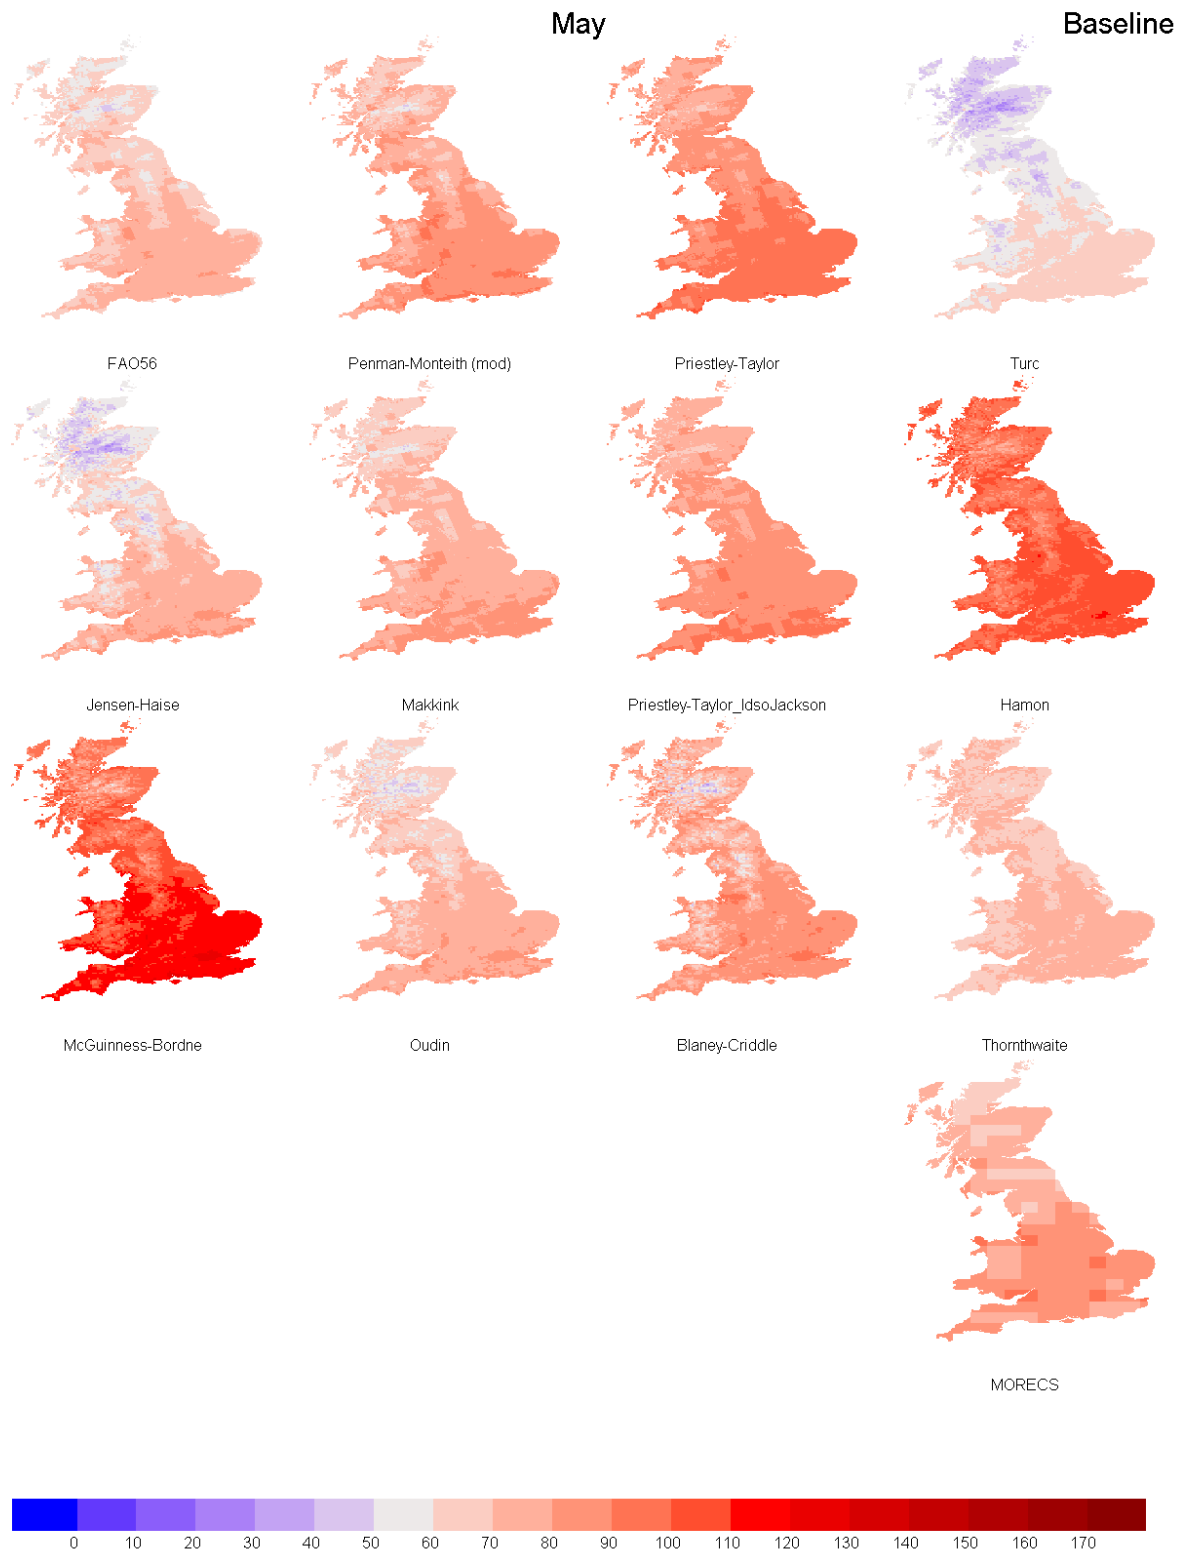 May Baseline
FAO56 Penman-Monteith (mod) Priestley-Taylor Turc
Jensen-Haise Makkink Priestley-Taylor_IdsoJackson Hamon
McGuinness-Bordne Oudin Blaney-Criddle Thornthwaite
MORECS
0 10 20 30 40 50 60 70 80 90 100 110 120 130 140 150 160 170